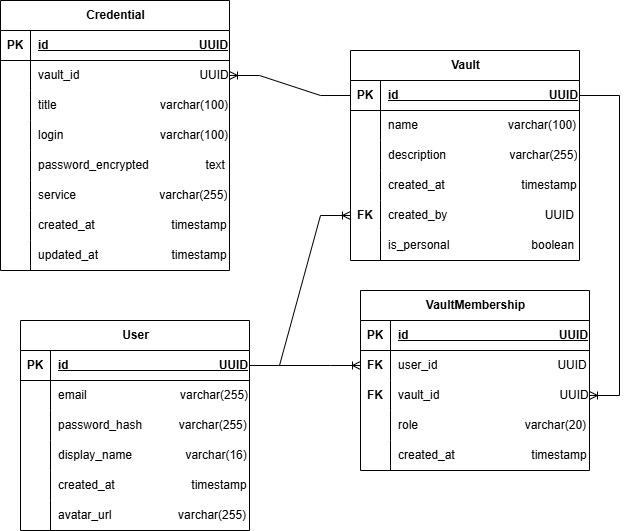 Credential
PK id UUID
vault_id UUID
title varchar(100)
login varchar(100)
password_encrypted text
service varchar(255)
created_at timestamp
updated_at timestamp
Vault
PK id UUID
name varchar(100)
description varchar(255)
created_at timestamp
FK created_by UUID
is_personal boolean
User
PK id UUID
email varchar(255)
password_hash varchar(255)
display_name varchar(16)
created_at timestamp
avatar_url varchar(255)
VaultMembership
PK id UUID
FK user_id UUID
FK vault_id UUID
role varchar(20)
created_at timestamp